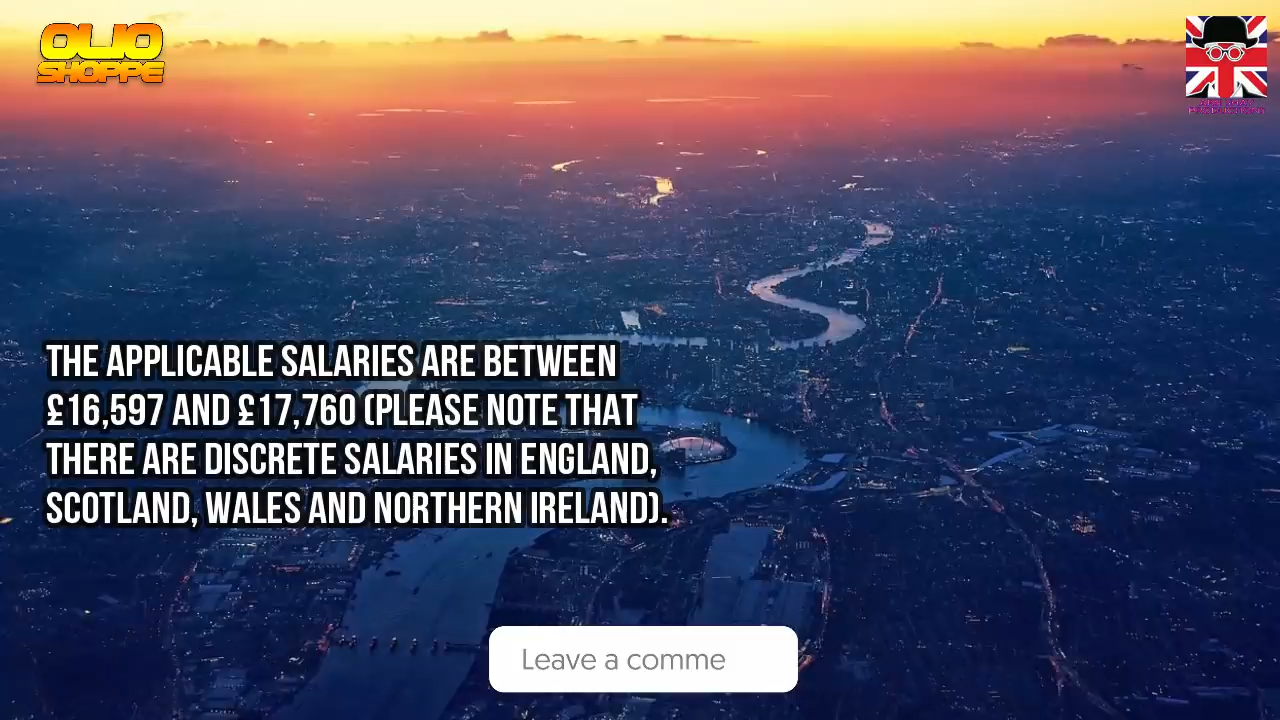 OLIO
SHOPPE
THE APPLICABLE SALARIES ARE BETWEEN
£16,597 AND £17,760 (PLEASE NOTE THAT
THERE ARE DISCRETE SALARIES IN ENGLAND,
SCOTLAND, WALES AND NORTHERN IRELAND).
Leave a comme